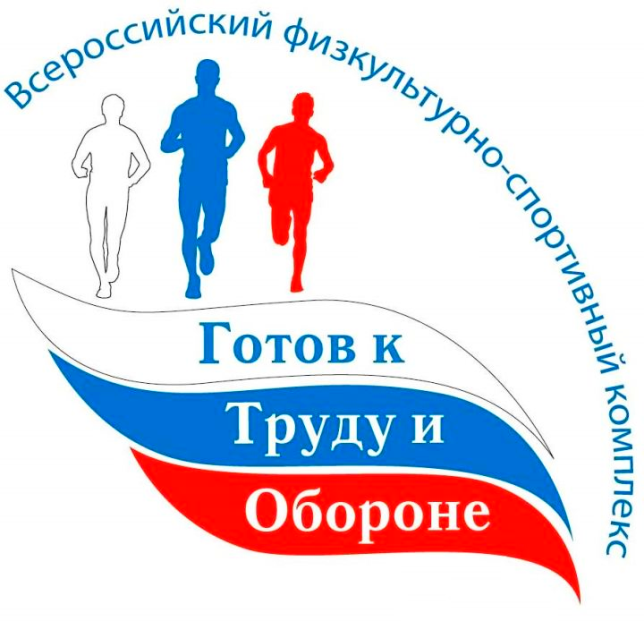 Всероссийский физкультурно-спортивный комплекс
Готов к
Труду и
Обороне